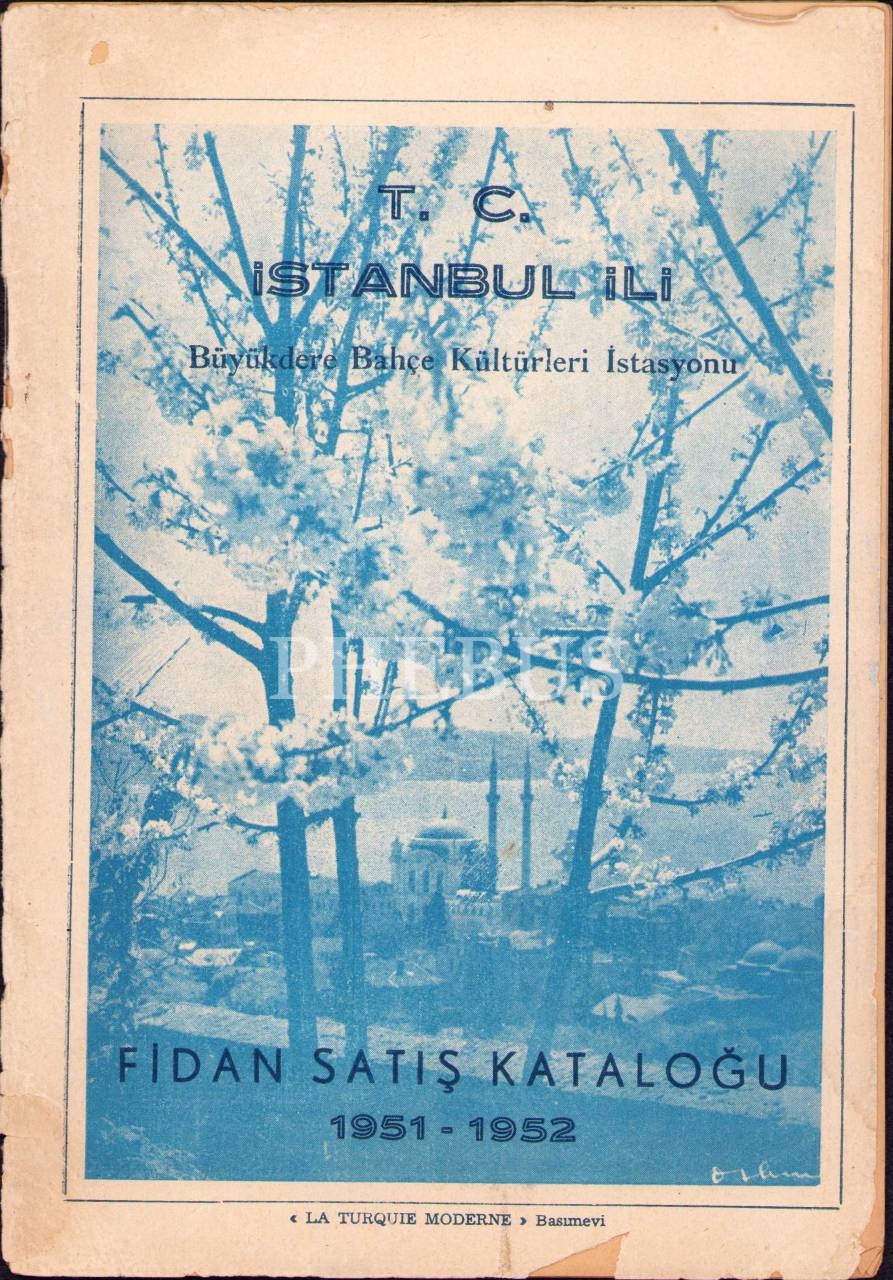 T. C.
İSTANBUL İLİ
Büyükdere Bahçe Kültürleri İstasyonu
PHEBUS
FİDAN SATIŞ KATALOĞU
1951 - 1952
« LA TURQUIE MODERNE » Basımevi